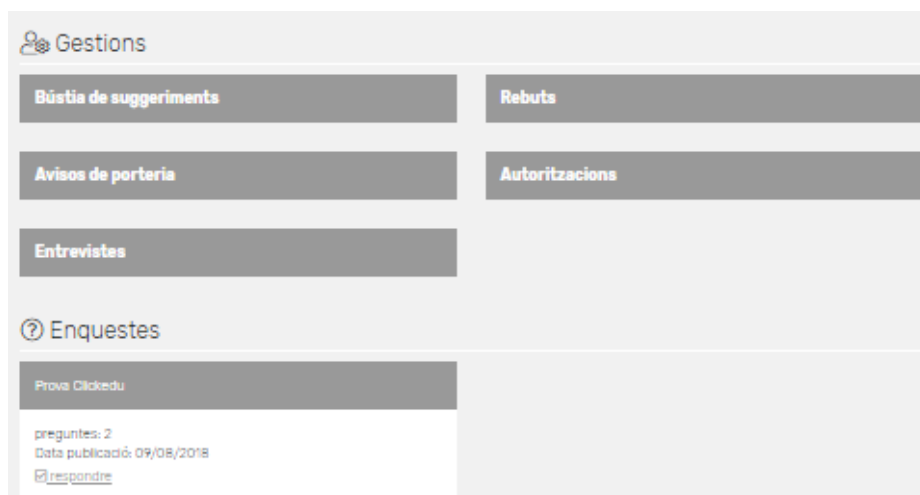 Gestions
Bústia de suggeriments
Rebuts
Avisos de porteria
Autoritzacions
Entrevistes
Enquestes
Prova Clickedu
preguntes: 2
Data publicació: 09/08/2018
respondre